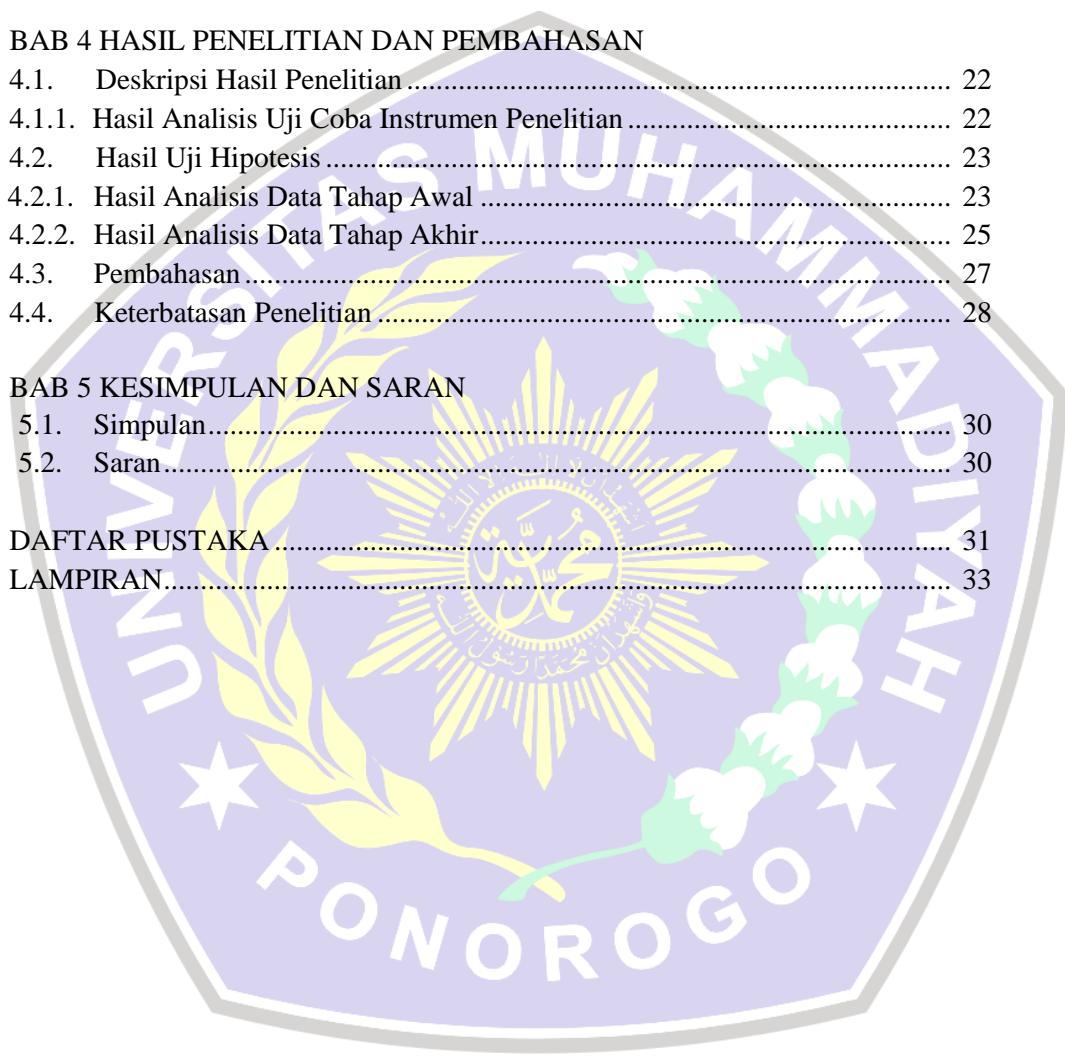 BAB 4 HASIL PENELITIAN DAN PEMBAHASAN
4.1. Deskripsi Hasil Penelitian ........................................................................ 22
4.1.1. Hasil Analisis Uji Coba Instrumen Penelitian ........................................... 22
4.2. Hasil Uji Hipotesis ................................................................................... 23
4.2.1. Hasil Analisis Data Tahap Awal .............................................................. 23
4.2.2. Hasil Analisis Data Tahap Akhir .............................................................. 25
4.3. Pembahasan ............................................................................................. 27
4.4. Keterbatasan Penelitian ............................................................................ 28
BAB 5 KESIMPULAN DAN SARAN
5.1. Simpulan .................................................................................................. 30
5.2. Saran ........................................................................................................ 30
DAFTAR PUSTAKA ......................................................................................... 31
LAMPIRAN ........................................................................................................ 33
UNIVERSITAS MUHAMMADIYAH
PONOROGO